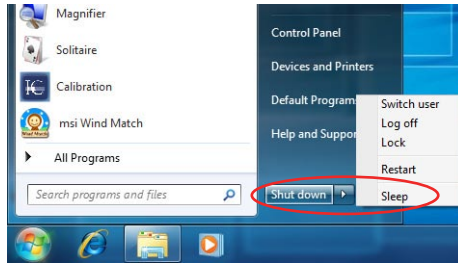 Magnifier
Solitaire
Calibration
msi Wind Match
All Programs
Search programs and files
Control Panel
Devices and Printers
Default Program
Help and Suppor
Shut down
Switch user
Log off
Lock
Restart
Sleep